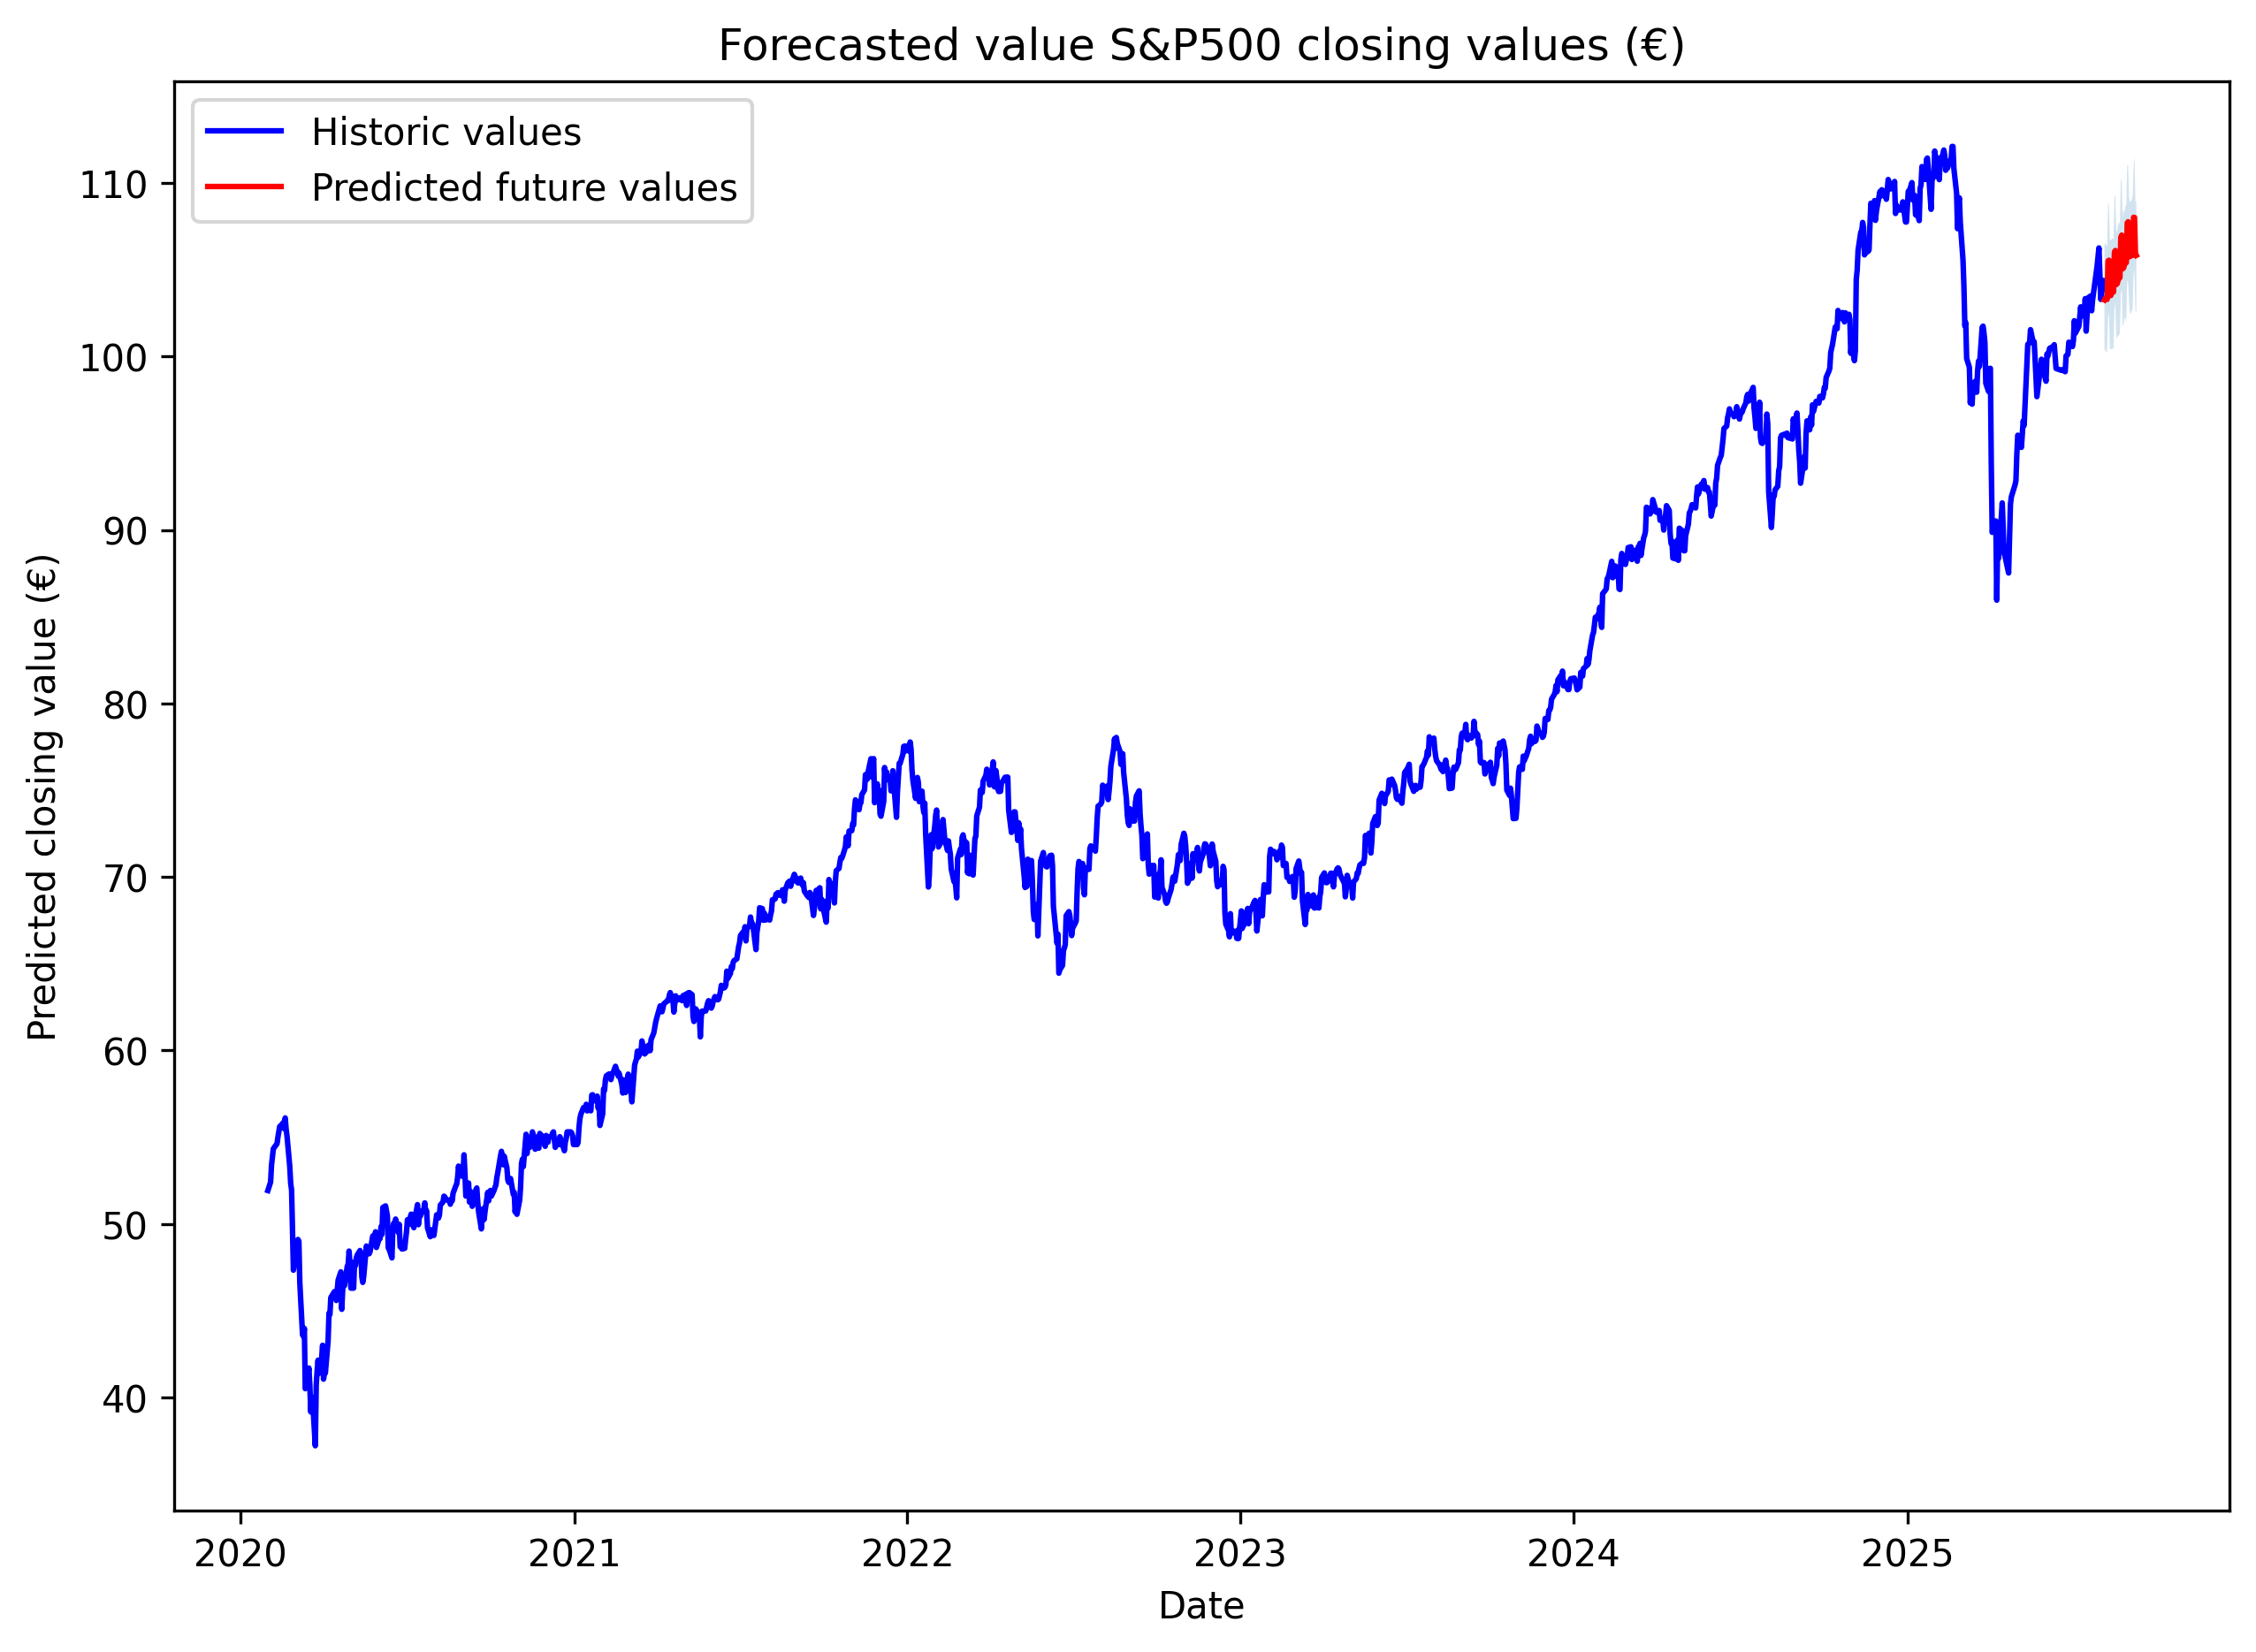 Forecasted value S&P500 closing values (€)
Historic values
Predicted future values
Predicted closing value (€)
110
100
90
80
70
60
50
40
2020 2021 2022 2023 2024 2025
Date